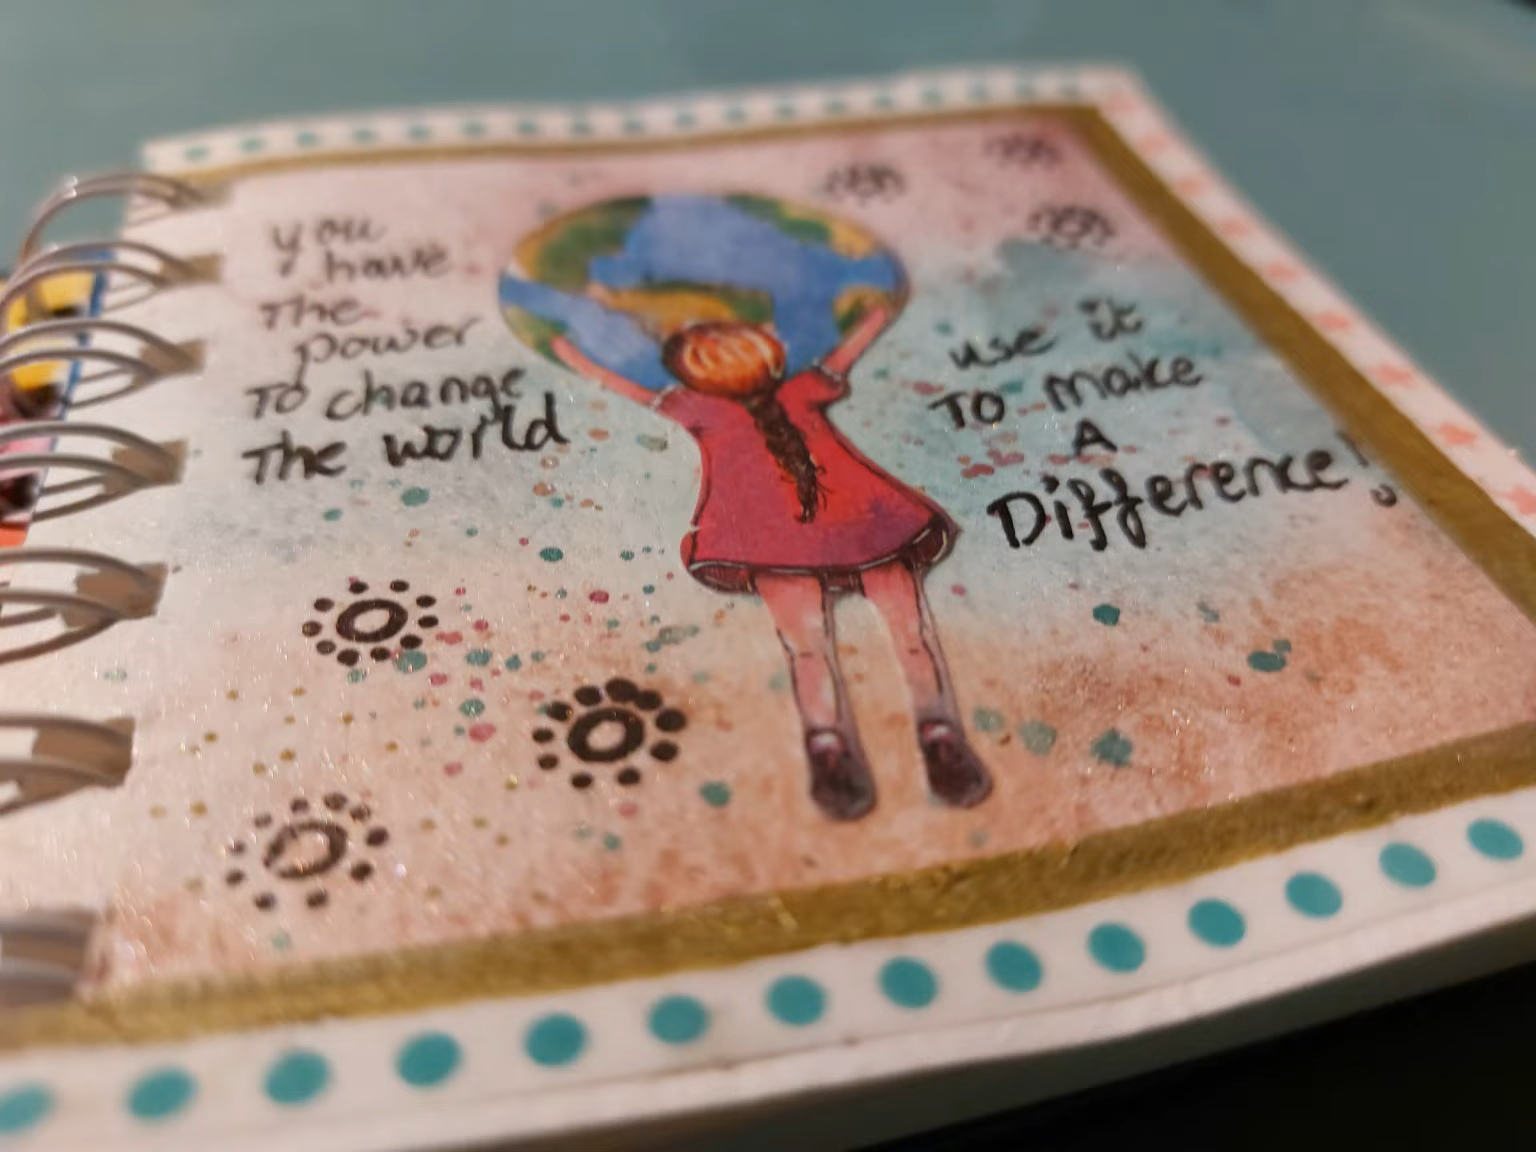 you
have
The
power
To change
The world
use it
To make
A
Difference!